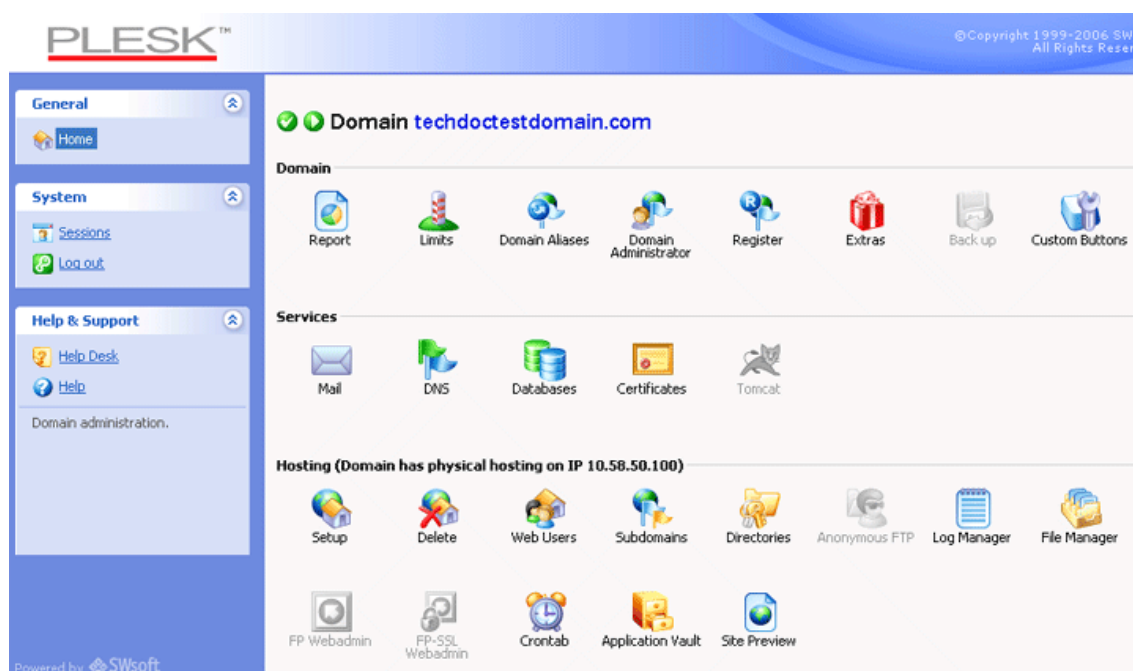 PLESK™
©Copyright 1999-2006 SW
All Rights Reser
General
Home
System
Sessions
Log out
Help & Support
Help Desk
Help
Domain administration.
Powered by SWsoft
Domain techdoctestdomain.com
Domain
Report
Limits
Domain Aliases
Domain
Administrator
Register
Extras
Back up
Custom Buttons
Services
Mail
DNS
Databases
Certificates
Tomcat
Hosting (Domain has physical hosting on IP 10.58.50.100)
Setup
Delete
Web Users
Subdomains
Directories
Anonymous FTP
Log Manager
File Manager
FP Webadmin
FP-SSL
Webadmin
Crontab
Application Vault
Site Preview